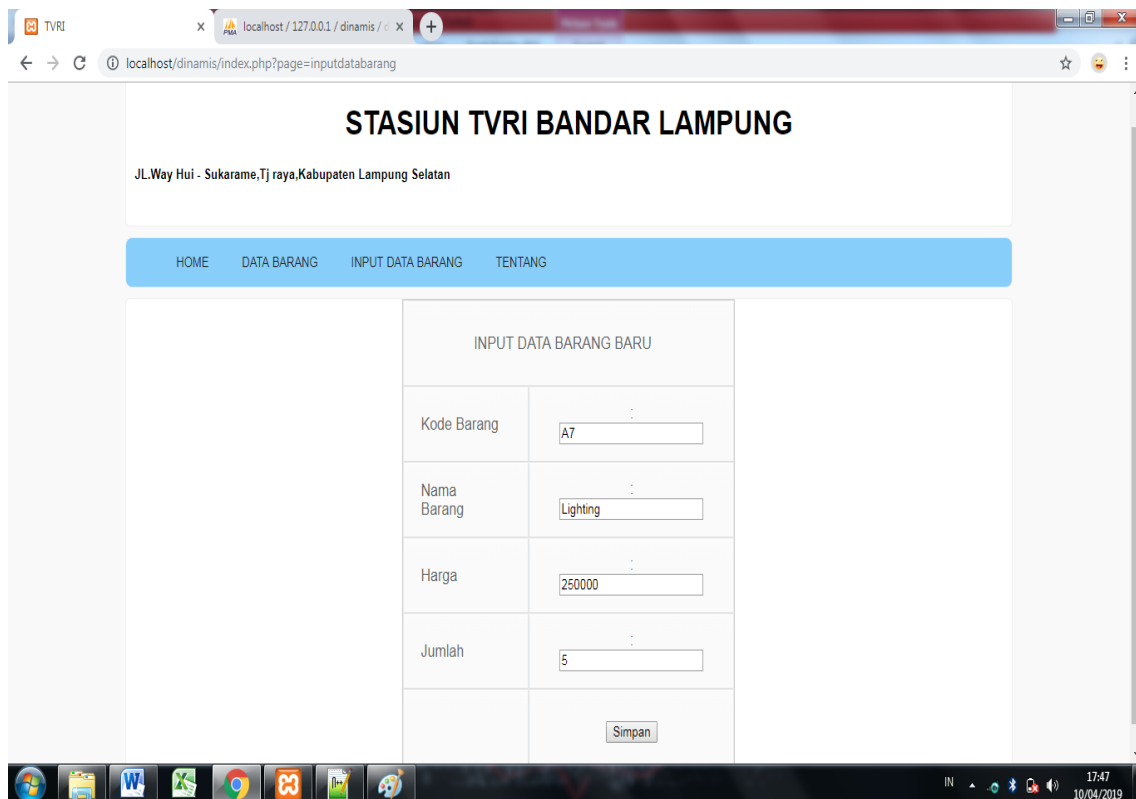 TVRI
localhost / 127.0.0.1 / dinamis /
localhost/dinamis/index.php?page=inputdatabarang
STASIUN TVRI BANDAR LAMPUNG
JL.Way Hui - Sukarame,Tj raya,Kabupaten Lampung Selatan
HOME DATA BARANG INPUT DATA BARANG TENTANG
INPUT DATA BARANG BARU
Kode Barang :
A7
Nama
Barang :
Lighting
Harga :
250000
Jumlah :
5
Simpan
IN
17:47
10/04/2019